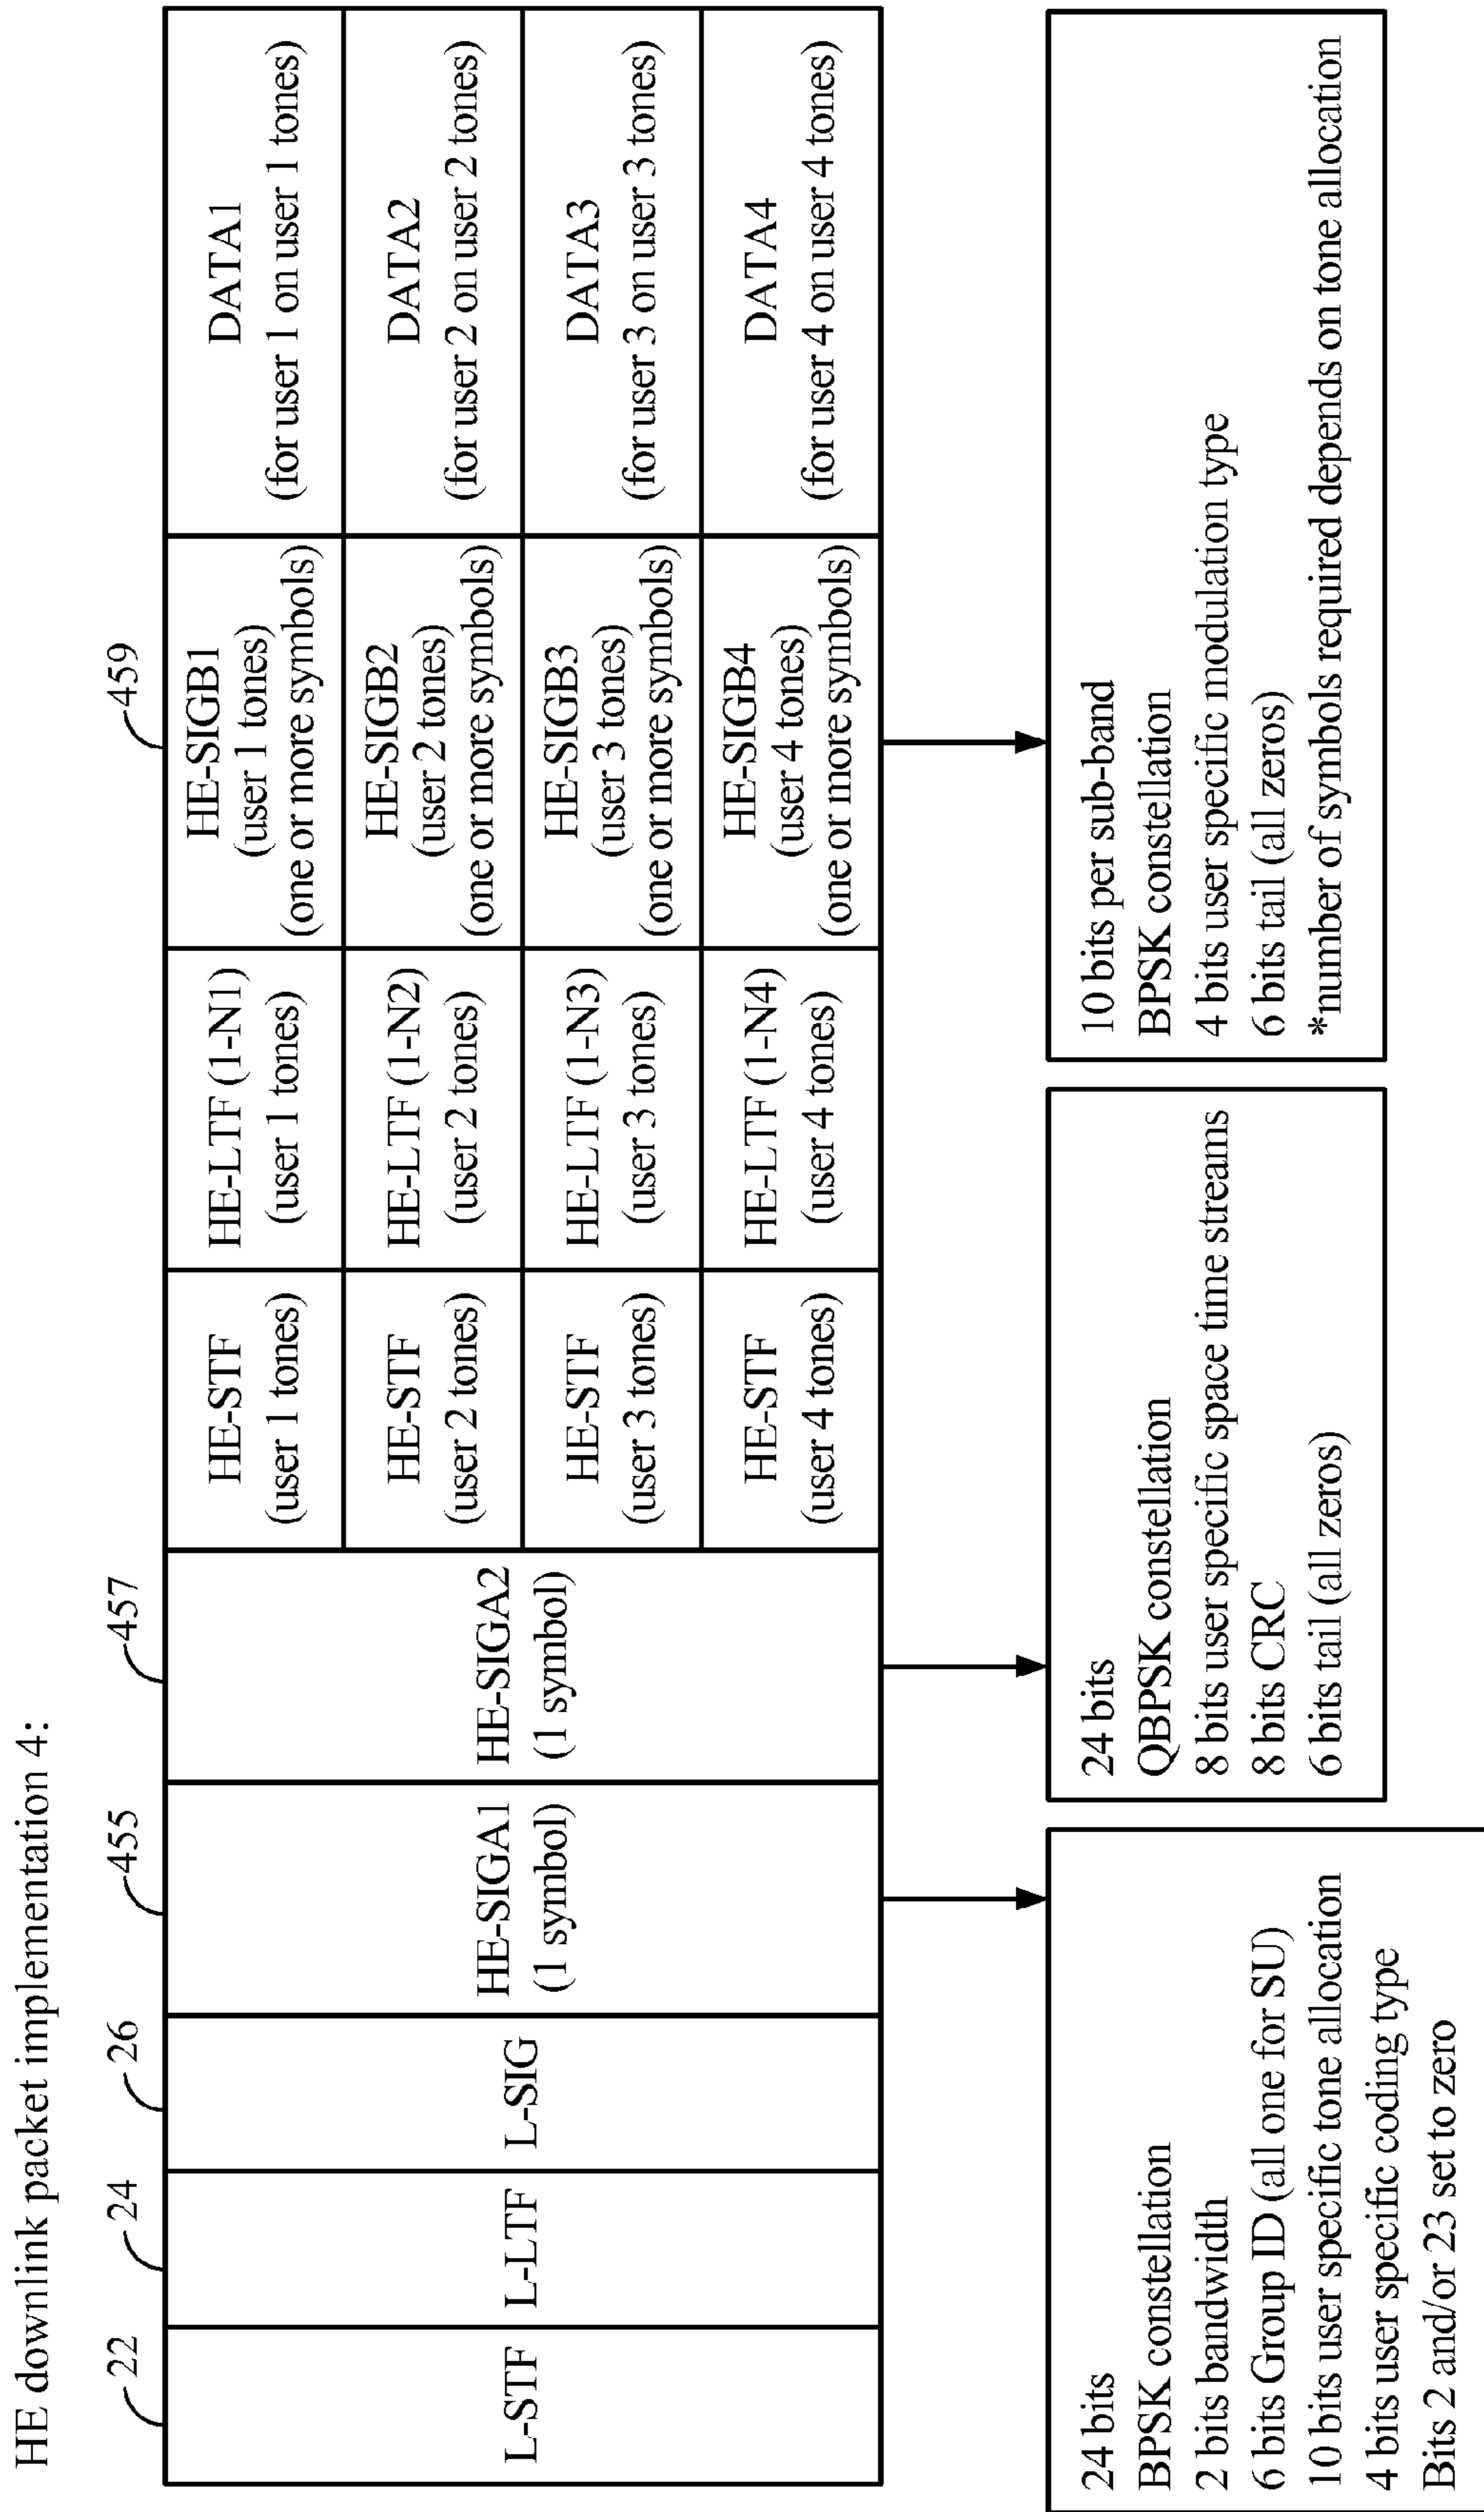 HE downlink packet implementation 4:
22
24
26
455
457
459
L-STF
L-LTF
L-SIG
HE-SIGA1
(1 symbol)
HE-SIGA2
(1 symbol)
HE-STF
(user 1 tones)
HE-LTF (1-N1)
(user 1 tones)
HE-SIGB1
(user 1 tones)
(one or more symbols)
DATA1
(for user 1 on user 1 tones)
HE-STF
(user 2 tones)
HE-LTF (1-N2)
(user 2 tones)
HE-SIGB2
(user 2 tones)
(one or more symbols)
DATA2
(for user 2 on user 2 tones)
HE-STF
(user 3 tones)
HE-LTF (1-N3)
(user 3 tones)
HE-SIGB3
(user 3 tones)
(one or more symbols)
DATA3
(for user 3 on user 3 tones)
HE-STF
(user 4 tones)
HE-LTF (1-N4)
(user 4 tones)
HE-SIGB4
(user 4 tones)
(one or more symbols)
DATA4
(for user 4 on user 4 tones)
24 bits
BPSK constellation
2 bits bandwidth
6 bits Group ID (all one for SU)
10 bits user specific tone allocation
4 bits user specific coding type
Bits 2 and/or 23 set to zero
24 bits
QBPSK constellation
8 bits user specific space time streams
8 bits CRC
6 bits tail (all zeros)
10 bits per sub-band
BPSK constellation
4 bits user specific modulation type
6 bits tail (all zeros)
*number of symbols required depends on tone allocation